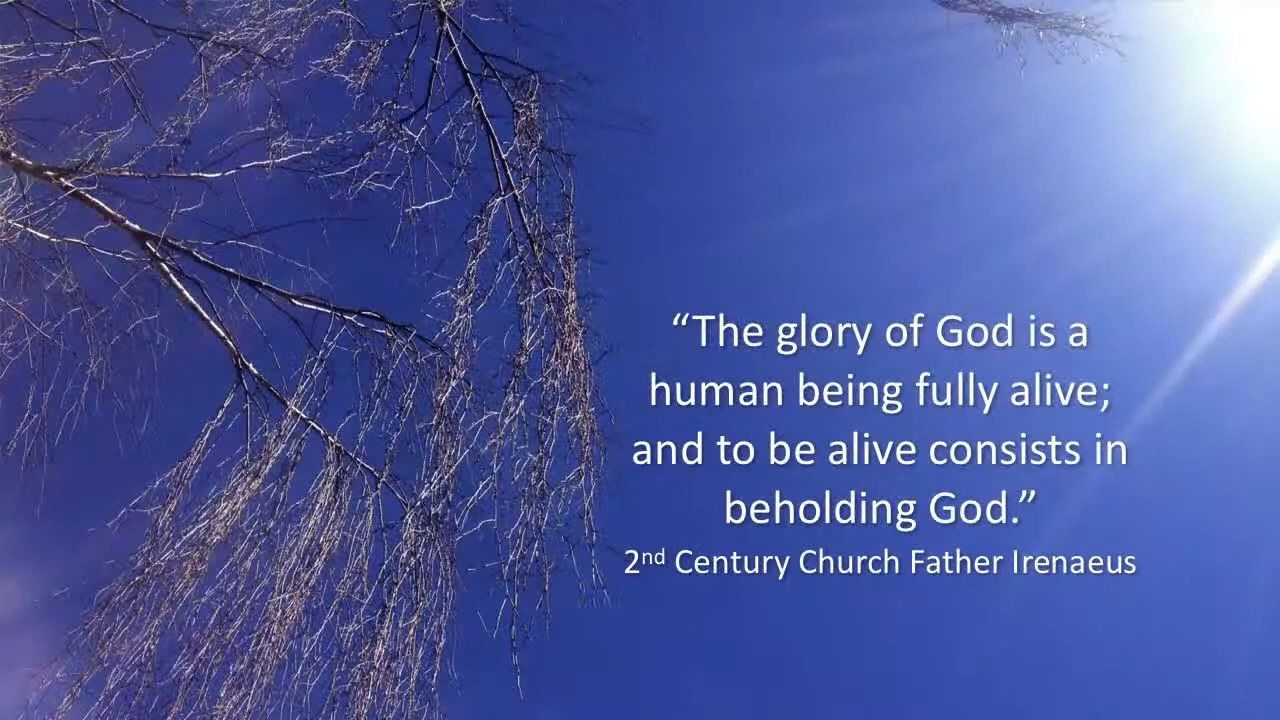 “The glory of God is a
human being fully alive;
and to be alive consists in
beholding God.”
2nd Century Church Father Irenaeus